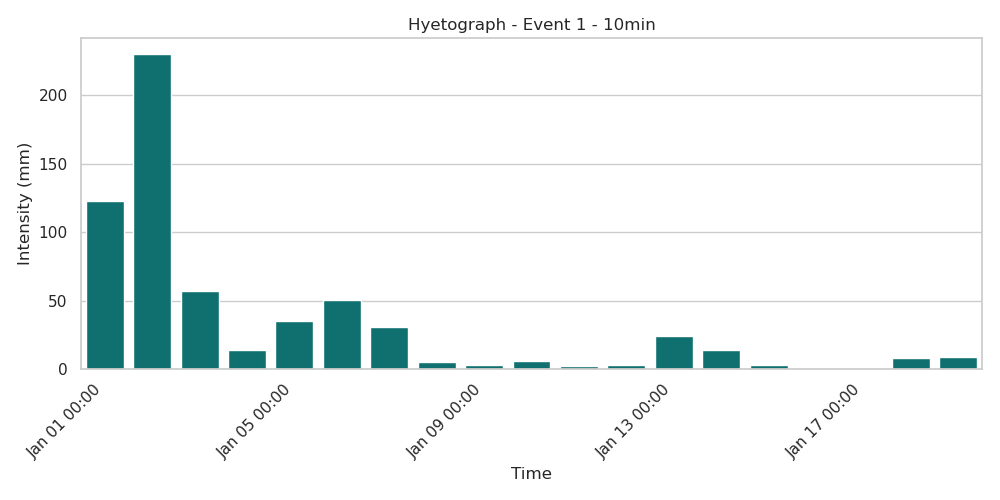 Hyetograph - Event 1 - 10min
Intensity (mm)
200
150
100
50
0
Jan 01 00:00
Jan 05 00:00
Jan 09 00:00
Jan 13 00:00
Jan 17 00:00
Time